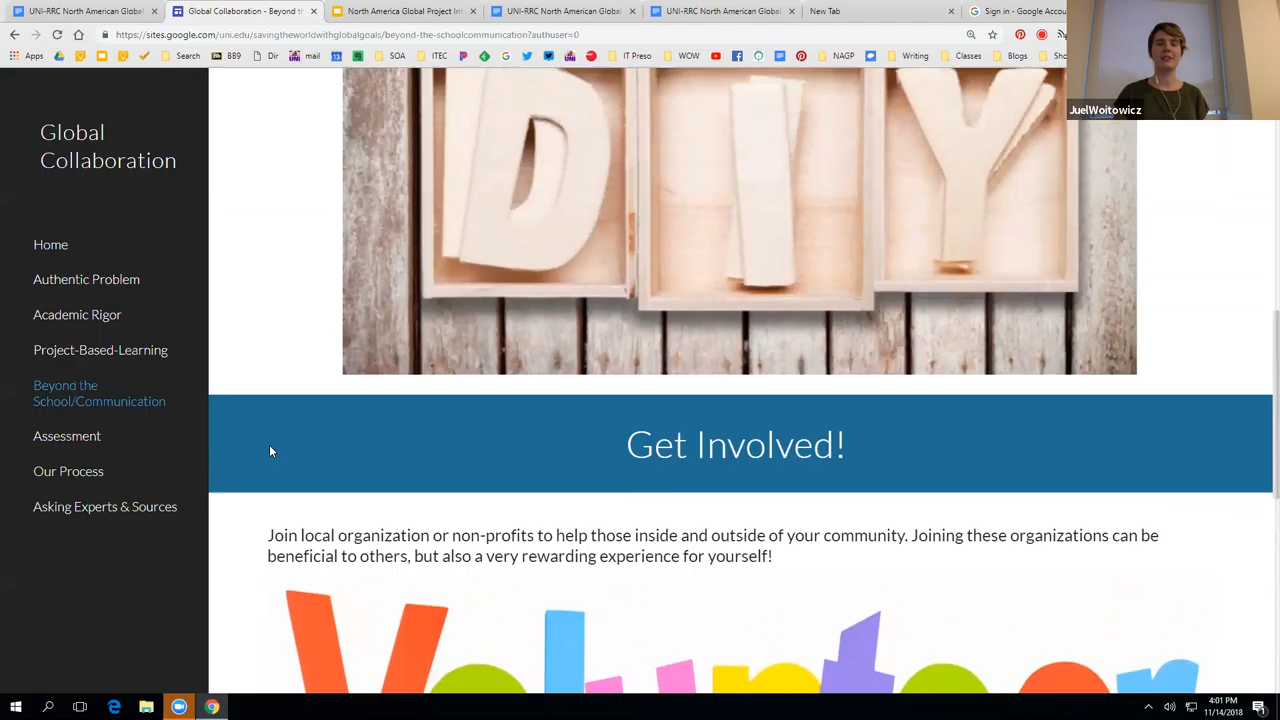 UNI-RRC North American Global
Global Collaboration - Beyond the
North America Global Project Int
UNI-RRC North American Global
UNI-RRC North American Global
New Tab
Sign in - Google Accou
https://sites.google.com/uni.edu/savingtheworldwithglobalgoals/beyond-the-schoolcommunication?authuser=0
Apps
Search
BB9
Dir
mail
SOA
ITEC
IT Preso
WOW
NAGP
Writing
Classes
Blogs
Sho
JuelWoitowicz
Global
Collaboration
Home
Authentic Problem
Academic Rigor
Project-Based-Learning
Beyond the
School/Communication
Assessment
Our Process
Asking Experts & Sources
DIY
Get Involved!
Join local organization or non-profits to help those inside and outside of your community. Joining these organizations can be
beneficial to others, but also a very rewarding experience for yourself!
Volunteer
4:01 PM
11/14/2018